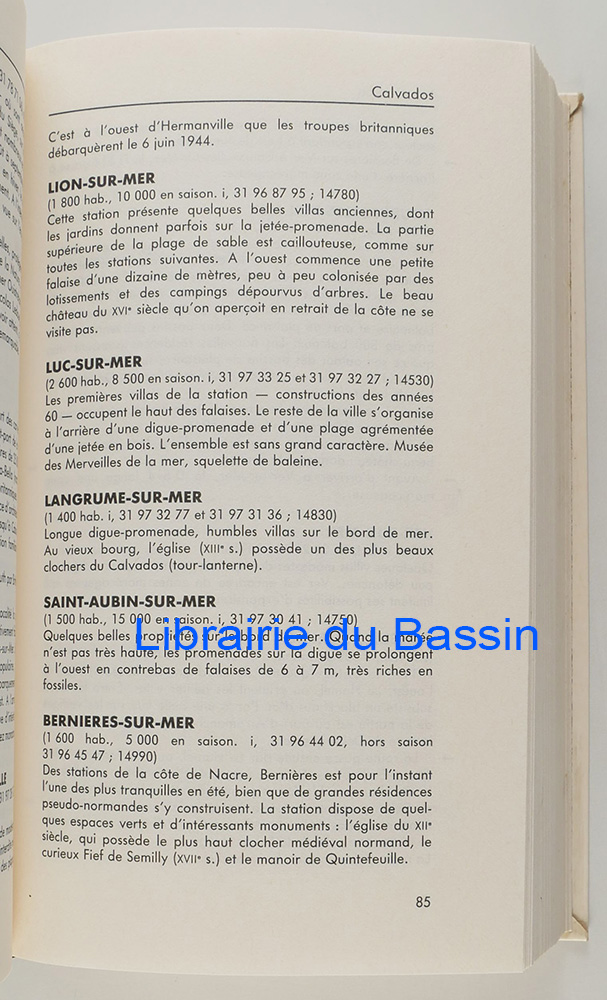 Calvados
C'est à l'ouest d'Hermanville que les troupes britanniques
débarquèrent le 6 juin 1944.
LION-SUR-MER
(1 800 hab., 10 000 en saison. i, 31 96 87 95 ; 14780)
Cette station présente quelques belles villas anciennes, dont
les jardins donnent parfois sur la jetée-promenade. La partie
supérieure de la plage de sable est caillouteuse, comme sur
toutes les stations suivantes. A l'ouest commence une petite
falaise d'une dizaine de mètres, peu à peu colonisée par des
lotissements et des campings dépourvus d'arbres. Le beau
château du XVIe siècle qu'on aperçoit en retrait de la côte ne se
visite pas.
LUC-SUR-MER
(2 600 hab., 8 500 en saison. i, 31 97 33 25 et 31 97 32 27 ; 14530)
Les premières villas de la station — constructions des années
60 — occupent le haut des falaises. Le reste de la ville s'organise
à l'arrière d'une digue-promenade et d'une plage agrémentée
d'une jetée en bois. L'ensemble est sans grand caractère. Musée
des Merveilles de la mer, squelette de baleine.
LANGRUME-SUR-MER
(1 400 hab. i, 31 97 32 77 et 31 97 31 36 ; 14830)
Longue digue-promenade, humbles villas sur le bord de mer.
Au vieux bourg, l'église (XIIIe s.) possède un des plus beaux
clochers du Calvados (tour-lanterne).
SAINT-AUBIN-SUR-MER
(1 500 hab., 15 000 en saison. i, 31 97 30 41 ; 14750)
Quelques belles propriétés sur le bord de mer. Quand la marée
n'est pas très haute, les promenades sur la digue se prolongent
à l'ouest en contrebas de falaises de 6 à 7 m, très riches en
fossiles.
Librairie du Bassin
BERNIERES-SUR-MER
(1 600 hab., 5 000 en saison. i, 31 96 44 02, hors saison
31 96 45 47 ; 14990)
Des stations de la côte de Nacre, Bernières est pour l'instant
l'une des plus tranquilles en été, bien que de grandes résidences
pseudo-normandes s'y construisent. La station dispose de quel-
ques espaces verts et d'intéressants monuments : l'église du XIIe
siècle, qui possède le plus haut clocher médiéval normand, le
curieux Fief de Semilly (XVIIe s.) et le manoir de Quintefeuille.
85